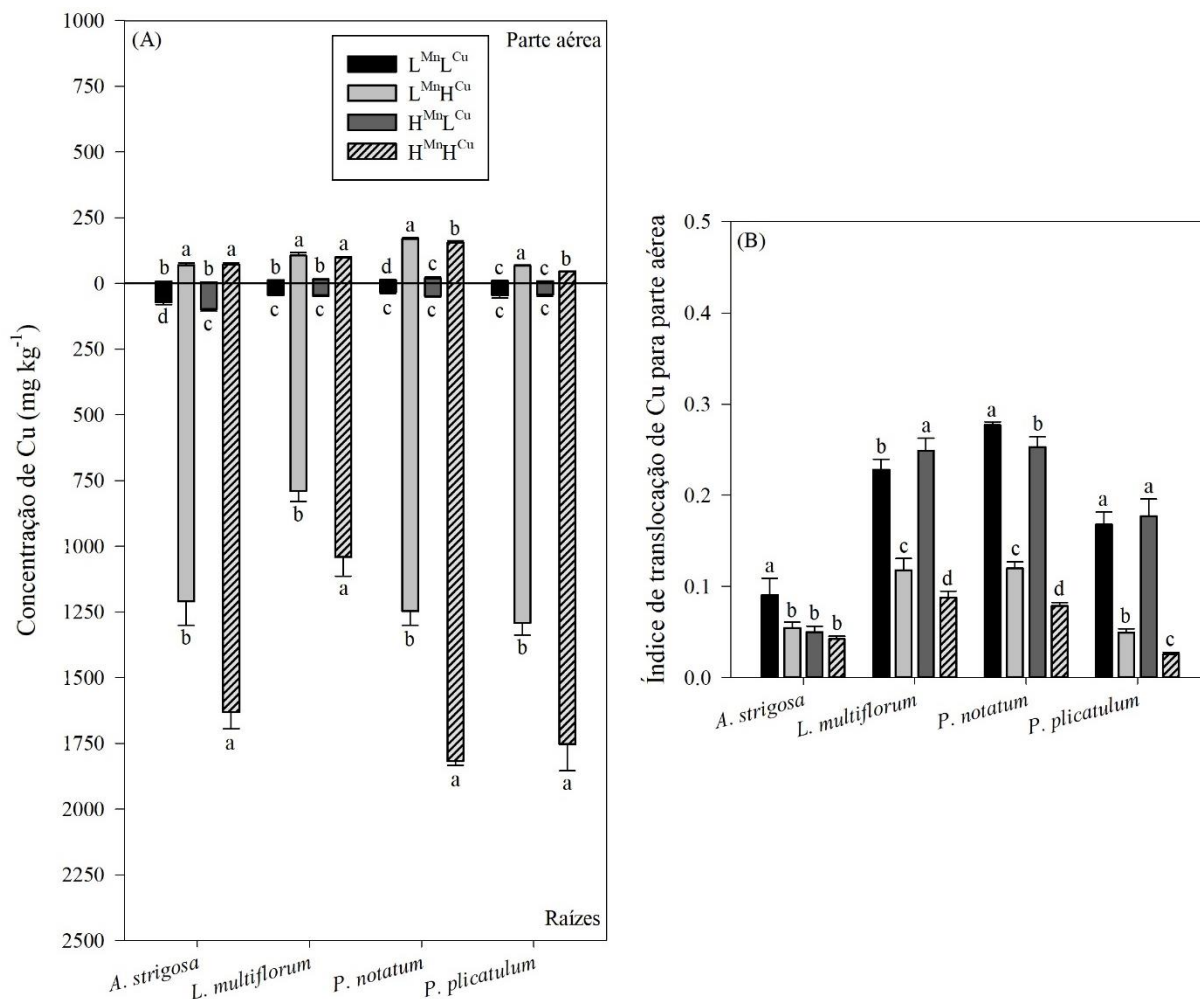 (A)
Parte aérea
L^Mn L^Cu
L^Mn H^Cu
H^Mn L^Cu
H^Mn H^Cu
Concentração de Cu (mg kg^-1)
1000
750
500
250
0
250
500
750
1000
1250
1500
1750
2000
2250
2500
b a b a
b a b a
d a c b
c a c b
d b c a
c b c a
c b c a
c b c a
Raízes
A. strigosa
L. multiflorum
P. notatum
P. plicatulum
(B)
Índice de translocação de Cu para parte aérea
0.5
0.4
0.3
0.2
0.1
0.0
a b b b
b c a d
a c b d
a b a c
A. strigosa
L. multiflorum
P. notatum
P. plicatulum